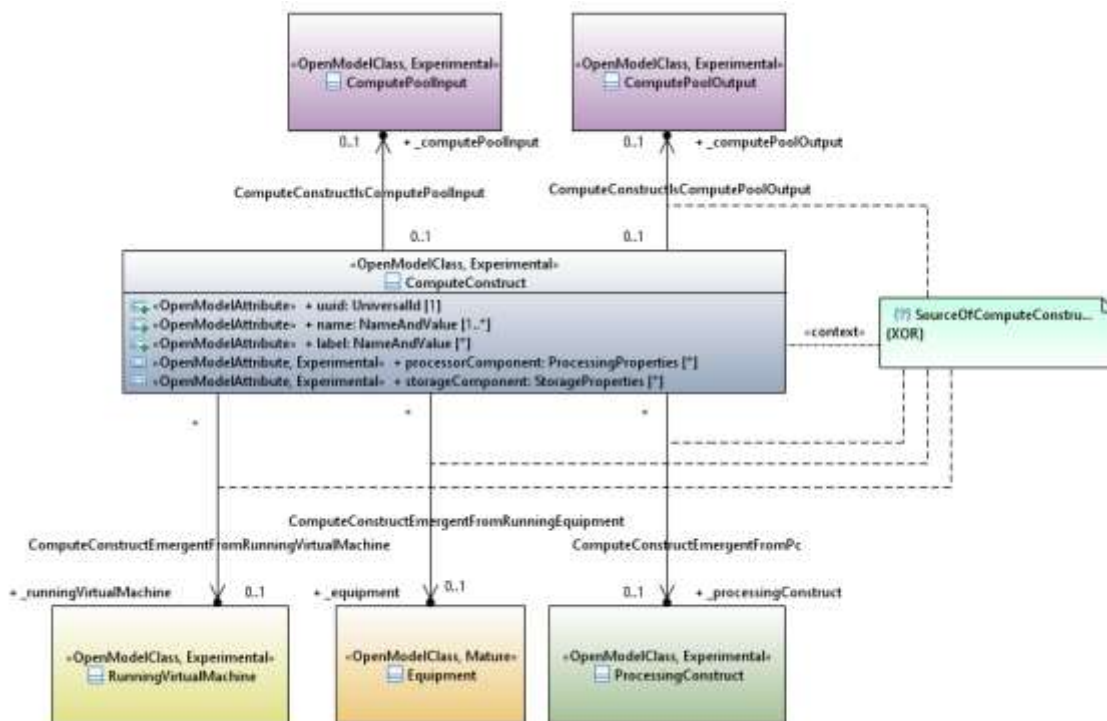 «OpenModelClass, Experimental»
ComputePoolInput
«OpenModelClass, Experimental»
ComputePoolOutput
0..1
+ _computePoolInput
0..1
+ _computePoolOutput
ComputeConstructIsComputePoolInput
ComputeConstructIsComputePoolOutput
0..1
0..1
«OpenModelClass, Experimental»
ComputeConstruct
«OpenModelAttribute» + uuid: UniversalId [1]
«OpenModelAttribute» + name: NameAndValue [1..*]
«OpenModelAttribute» + label: NameAndValue [*]
«OpenModelAttribute, Experimental» + processorComponent: ProcessingProperties [*]
«OpenModelAttribute, Experimental» + storageComponent: StorageProperties [*]
«context»
{?} SourceOfComputeConstru...
{XOR}
*
*
*
ComputeConstructEmergentFromRunningEquipment
ComputeConstructEmergentFromRunningVirtualMachine
ComputeConstructEmergentFromPc
+ _runningVirtualMachine
0..1
+ _equipment
0..1
0..1
+ _processingConstruct
«OpenModelClass, Experimental»
RunningVirtualMachine
«OpenModelClass, Mature»
Equipment
«OpenModelClass, Experimental»
ProcessingConstruct